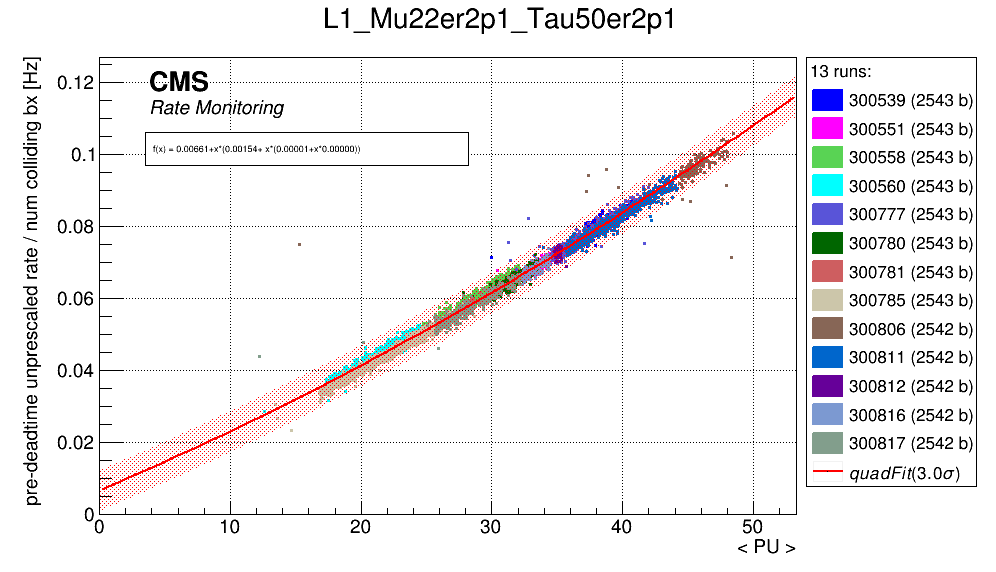 L1_Mu22er2p1_Tau50er2p1
pre-deadtime unprescaled rate / num colliding bx [Hz]
0.12
0.1
0.08
0.06
0.04
0.02
0
CMS
Rate Monitoring
f(x) = 0.00661+x*(0.00154+ x*(0.00001+x*0.00000))
0 10 20 30 40 50
< PU >
13 runs:
300539 (2543 b)
300551 (2543 b)
300558 (2543 b)
300560 (2543 b)
300777 (2543 b)
300780 (2543 b)
300781 (2543 b)
300785 (2543 b)
300806 (2542 b)
300811 (2542 b)
300812 (2542 b)
300816 (2542 b)
300817 (2542 b)
quadFit(3.0σ)